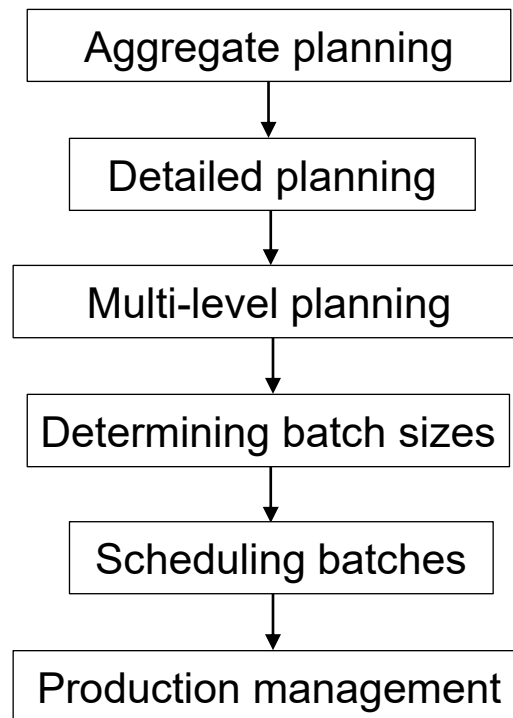 Aggregate planning
Detailed planning
Multi-level planning
Determining batch sizes
Scheduling batches
Production management